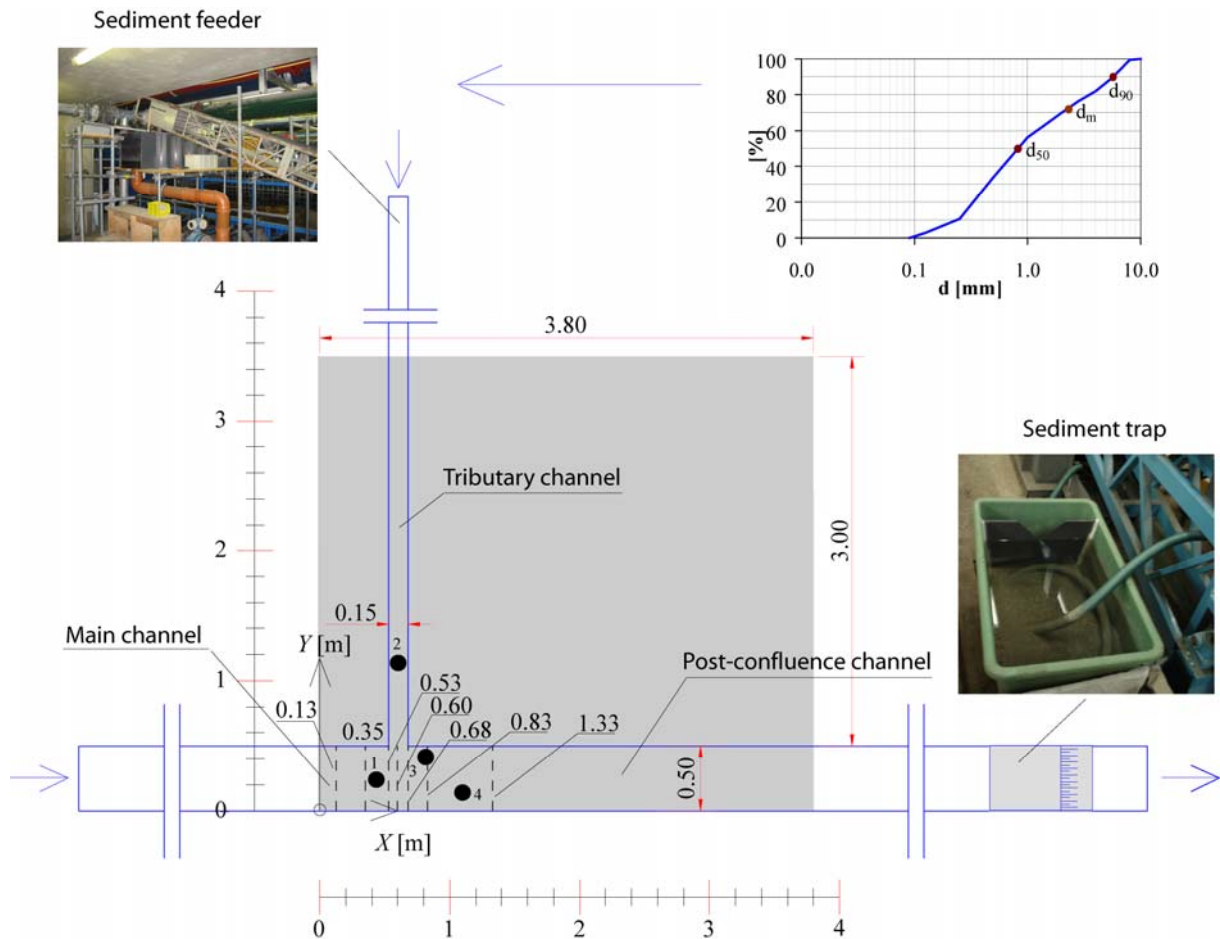 Sediment feeder
100
80
60
40
20
0
[%]
d90
dm
d50
0.0 0.1 1.0 10.0
d [mm]
4
3
2
1
0
3.80
3.00
Sediment trap
Tributary channel
0.15
2
Main channel
Y [m]
Post-confluence channel
0.53
0.60
0.13
0.35
0.68
0.83
1.33
1
3
4
0.50
X [m]
0 1 2 3 4